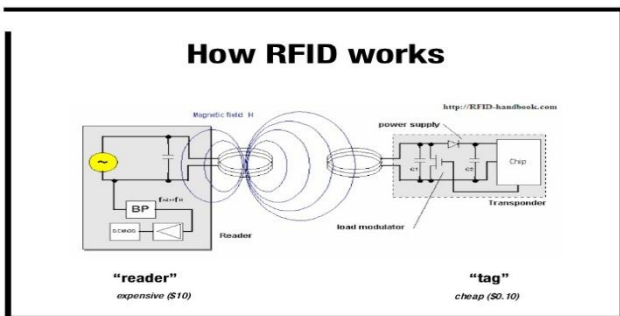 How RFID works
Magnetic field H
http://RFID-handbook.com
power supply
~
BP
DEMOD
Reader
C1
C2
Chip
Transponder
load modulator
"reader"
"tag"
expensive ($10)
cheap ($0.10)